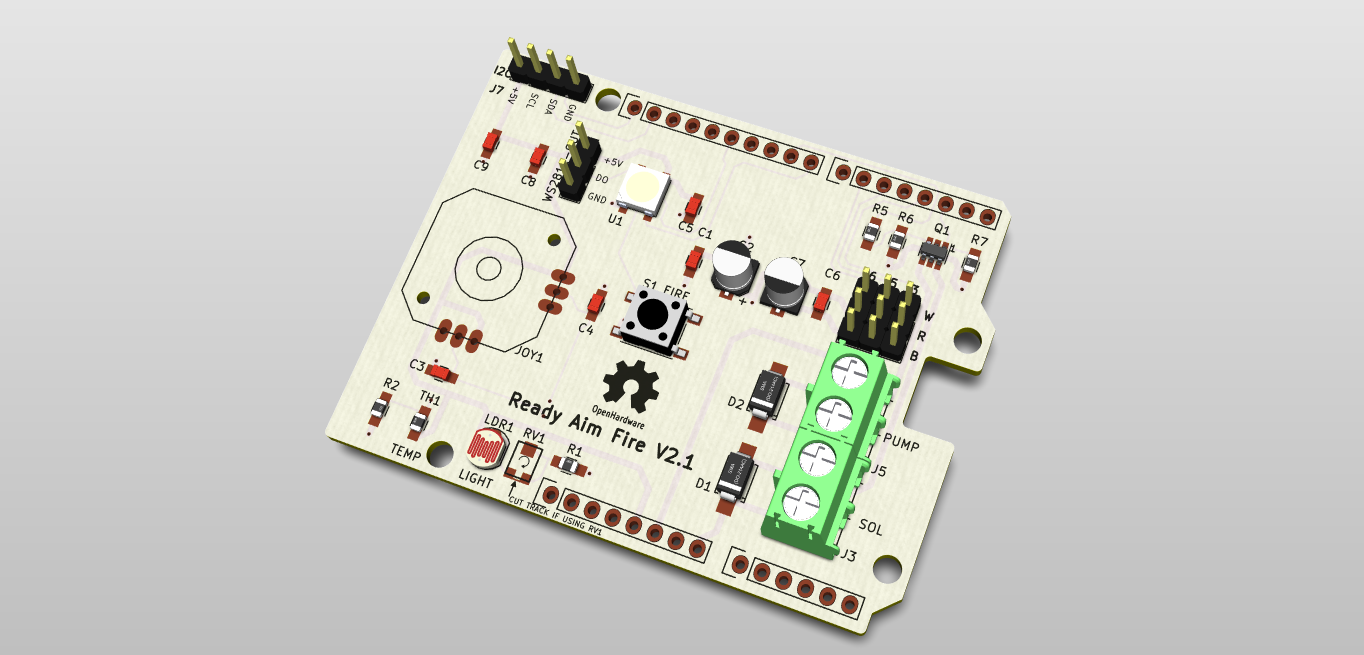 J7
+5V
SCL
SDA
GND
C9
C8
+5V
DO
GND
U1
C5
C1
R5
R6
Q1
R7
C6
S1 FIRE
+
C4
W
R
B
JOY1
C3
R2
TH1
TEMP
LDR1
LIGHT
RV1
R1
OpenHardware
Ready Aim Fire V2.1
D2
D1
PUMP
J5
SOL
J3
CUT TRACK IF USING RV1